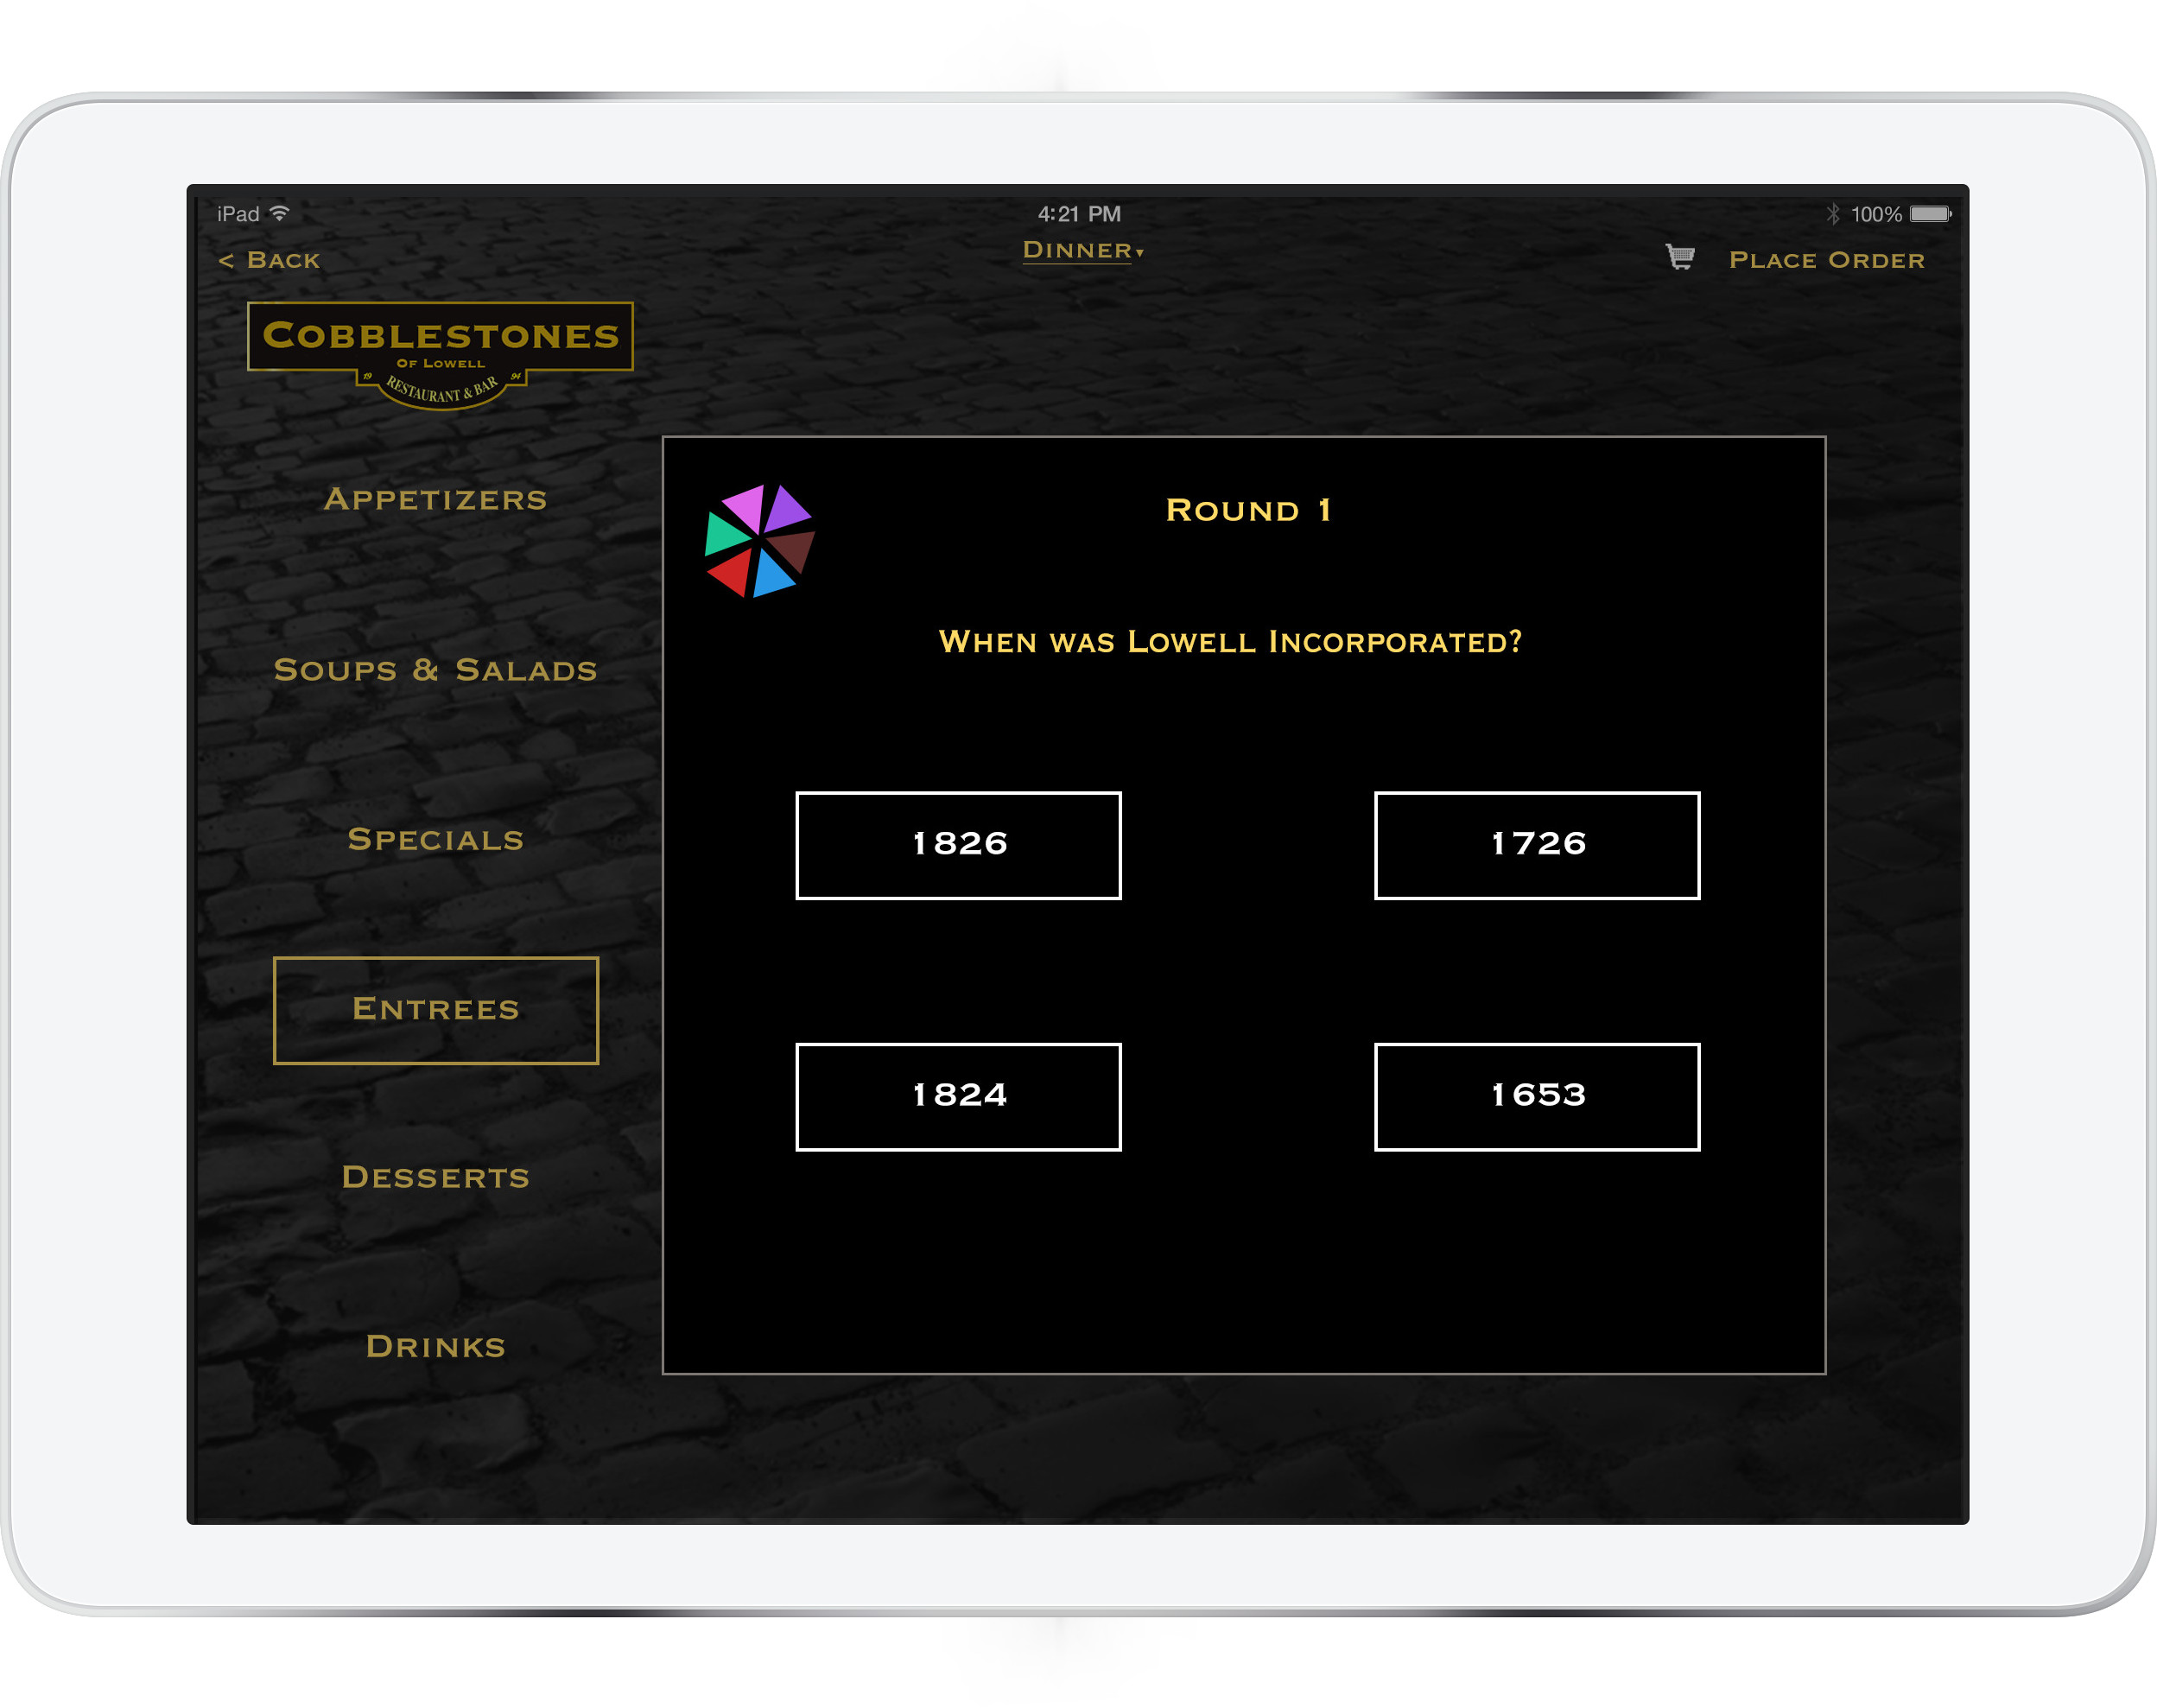 iPad
4:21 PM
100%
< Back
Dinner
Place Order
Cobblestones
Of Lowell
19
94
Restaurant & Bar
Appetizers
Soups & Salads
Specials
Entrees
Desserts
Drinks
Round 1
When was Lowell Incorporated?
1826
1726
1824
1653